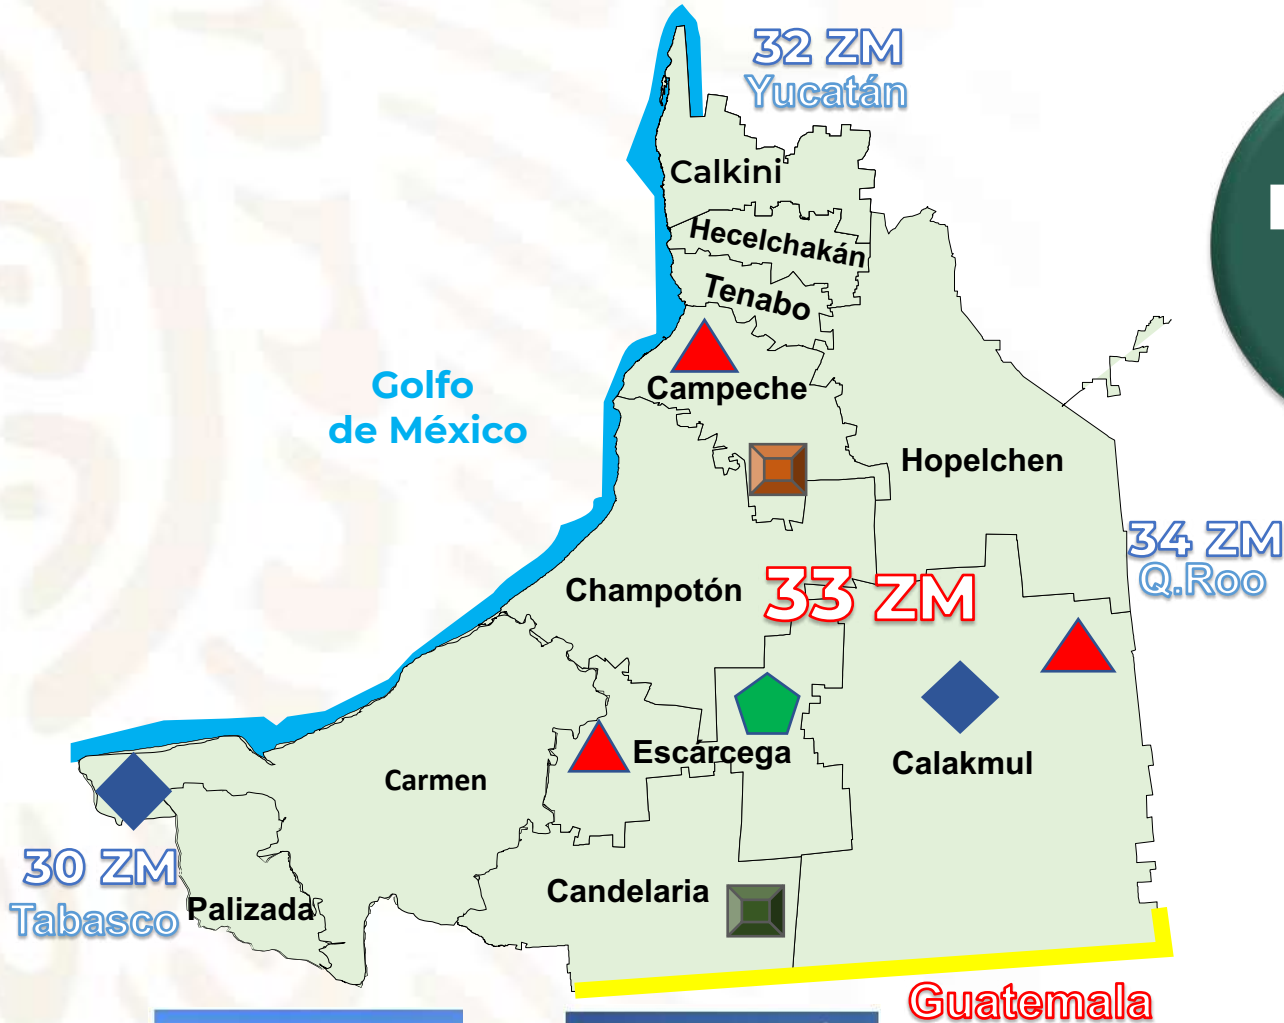 32 ZM
Yucatán
Calkini
Hecelchakán
Tenabo
Golfo
de México
Campeche
Hopelchen
34 ZM
Q.Roo
Champotón
33 ZM
Escárcega
Calakmul
Carmen
30 ZM
Tabasco
Palizada
Candelaria
Guatemala